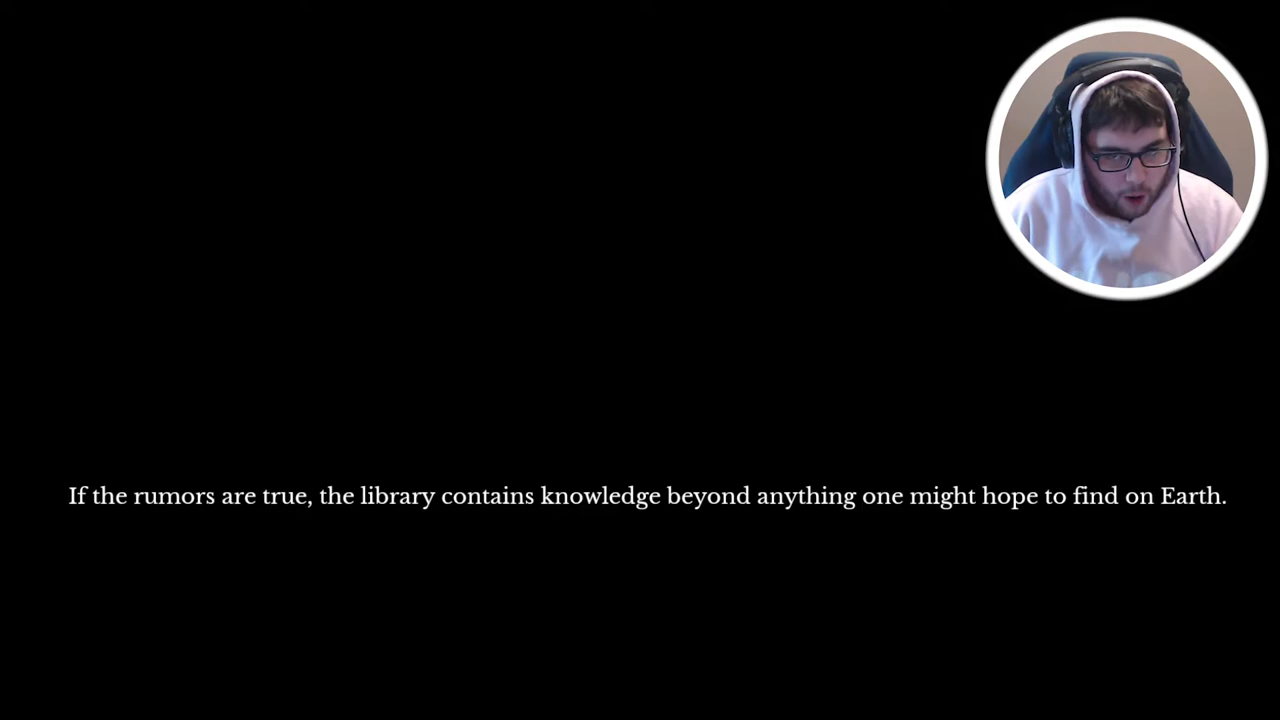 If the rumors are true, the library contains knowledge beyond anything one might hope to find on Earth.